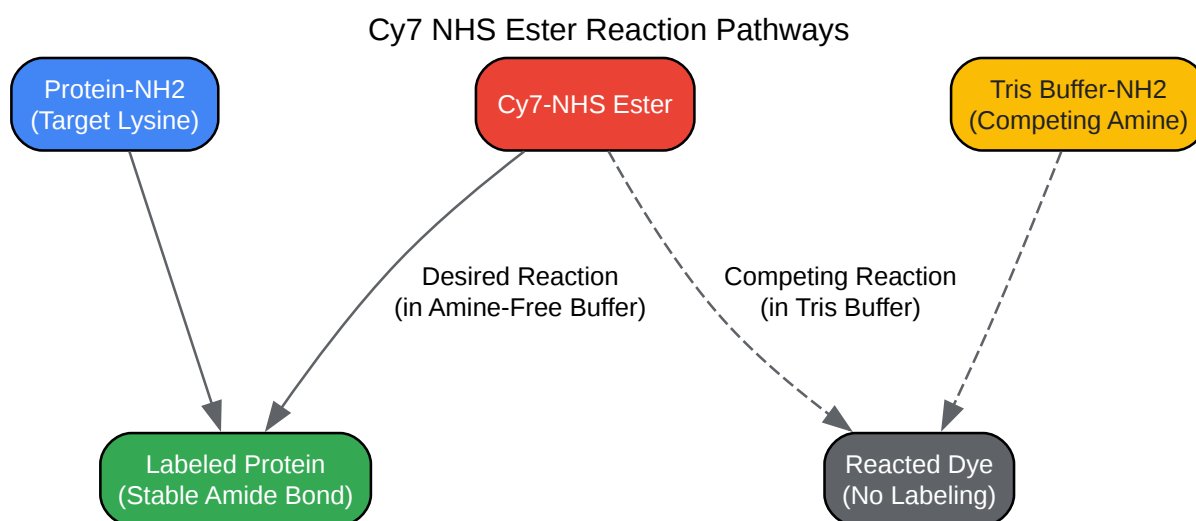 Cy7 NHS Ester Reaction Pathways
Protein-NH2
(Target Lysine)
Cy7-NHS Ester
Tris Buffer-NH2
(Competing Amine)
Desired Reaction
(in Amine-Free Buffer)
Competing Reaction
(in Tris Buffer)
Labeled Protein
(Stable Amide Bond)
Reacted Dye
(No Labeling)